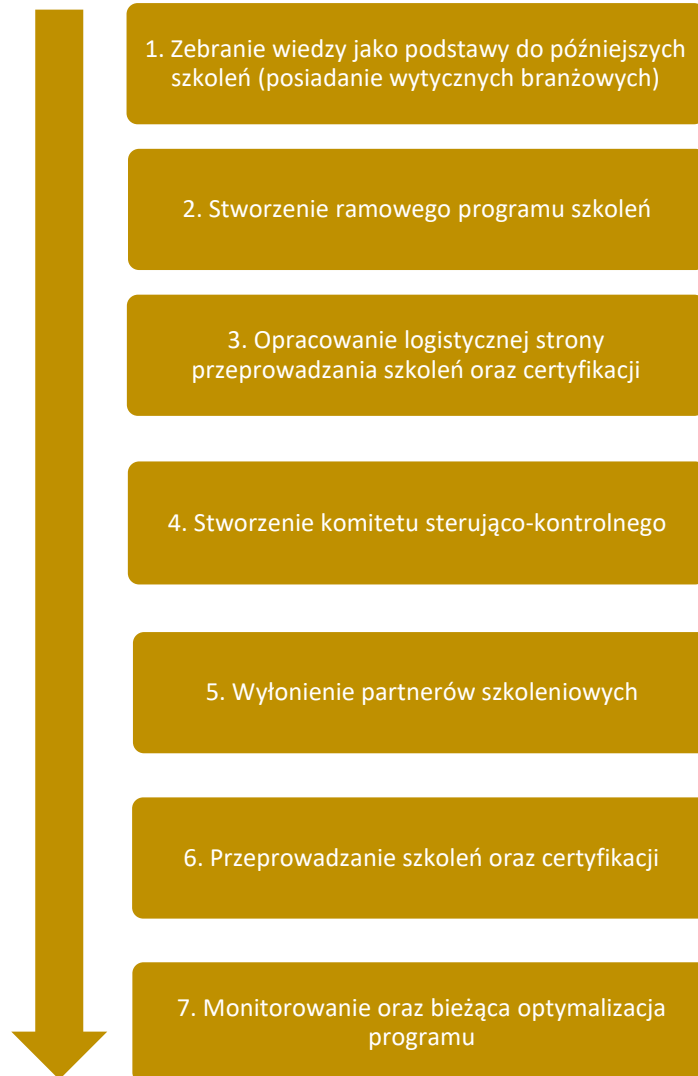 1. Zebranie wiedzy jako podstawy do późniejszych
szkoleń (posiadanie wytycznych branżowych)
2. Stworzenie ramowego programu szkoleń
3. Opracowanie logistycznej strony
przeprowadzania szkoleń oraz certyfikacji
4. Stworzenie komitetu sterująco-kontrolnego
5. Wyłonienie partnerów szkoleniowych
6. Przeprowadzanie szkoleń oraz certyfikacji
7. Monitorowanie oraz bieżąca optymalizacja
programu